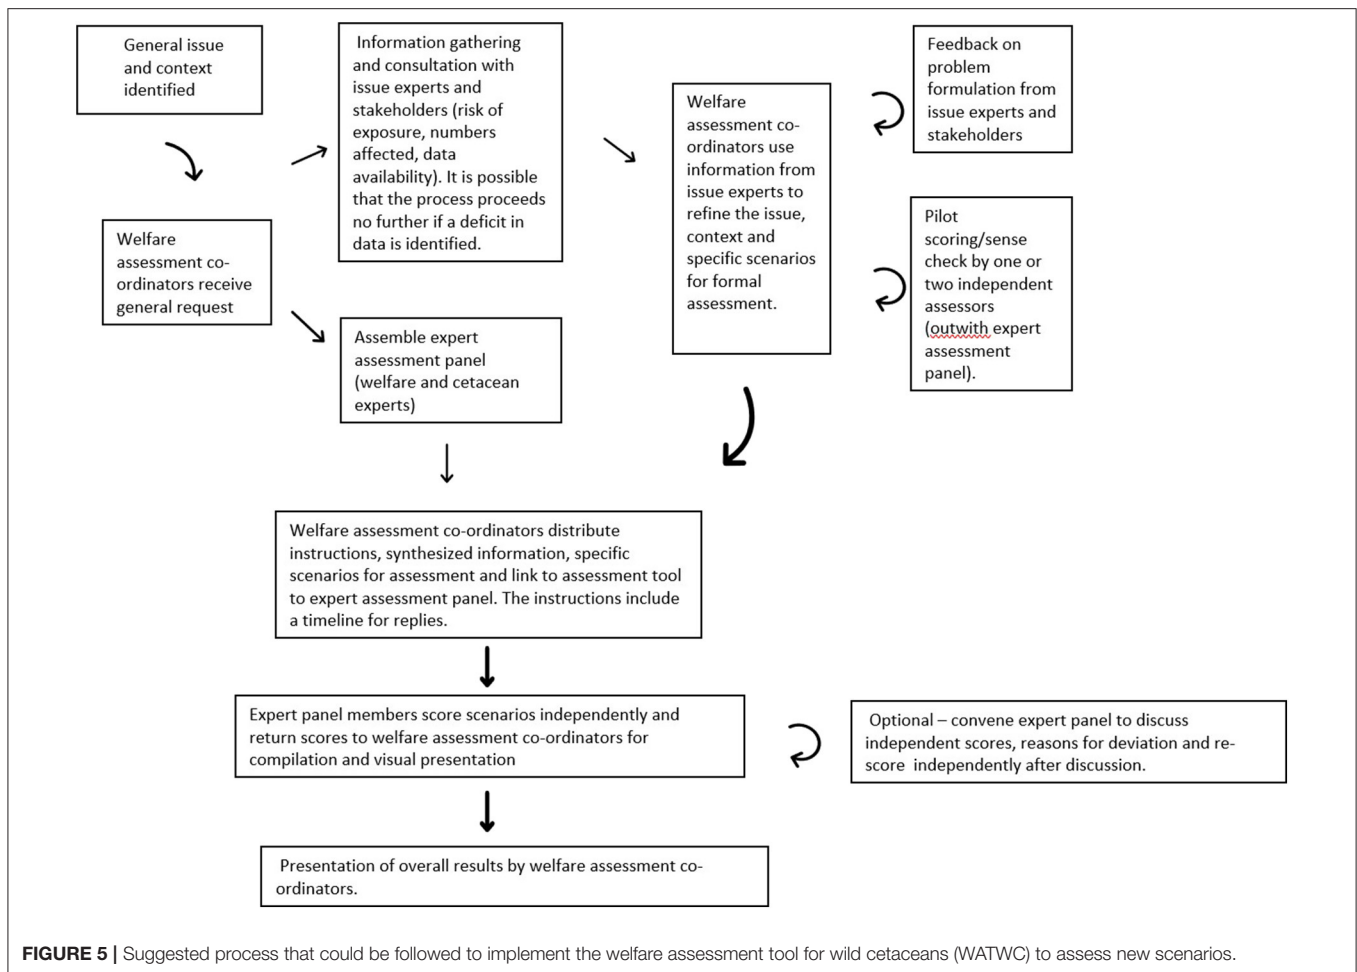 General issue
and context
identified
Welfare
assessment co-
ordinators receive
general request
Information gathering
and consultation with
issue experts and
stakeholders (risk of
exposure, numbers
affected, data
availability). It is possible
that the process proceeds
no further if a deficit in
data is identified.
Assemble expert
assessment panel
(welfare and cetacean
experts)
Welfare
assessment co-
ordinators use
information from
issue experts to
refine the issue,
context and
specific scenarios
for formal
assessment.
Feedback on
problem
formulation from
issue experts and
stakeholders
Pilot
scoring/sense
check by one or
two independent
assessors
(outwith expert
assessment
panel).
Welfare assessment co-ordinators distribute
instructions, synthesized information, specific
scenarios for assessment and link to assessment tool
to expert assessment panel. The instructions include
a timeline for replies.
Expert panel members score scenarios independently and
return scores to welfare assessment co-ordinators for
compilation and visual presentation
Optional – convene expert panel to discuss
independent scores, reasons for deviation and re-
score independently after discussion.
Presentation of overall results by welfare assessment co-
ordinators.
FIGURE 5 | Suggested process that could be followed to implement the welfare assessment tool for wild cetaceans (WATWC) to assess new scenarios.